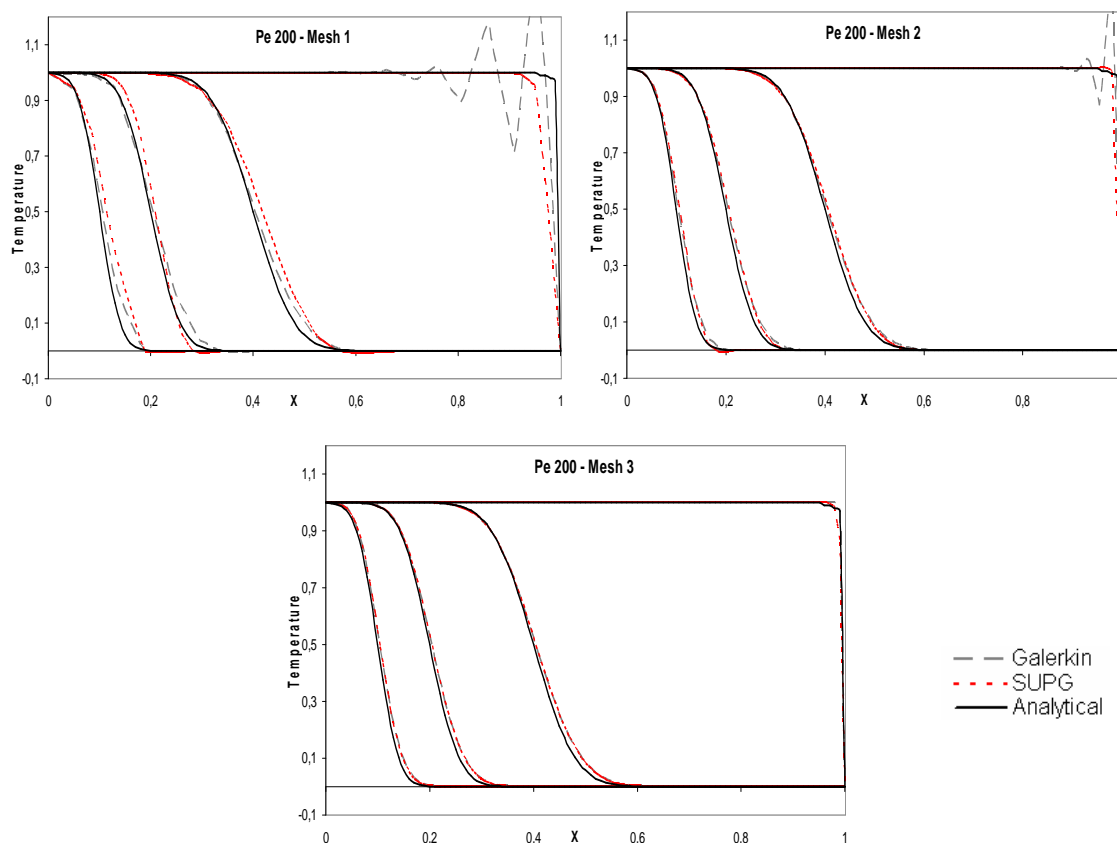 Pe 200 - Mesh 1
1,1
0,9
0,7
0,5
0,3
0,1
-0,1
Temperature
0 0,2 0,4 0,6 0,8 1
X
Pe 200 - Mesh 2
1,1
0,9
0,7
0,5
0,3
0,1
-0,1
Temperature
0 0,2 0,4 0,6 0,8
X
Pe 200 - Mesh 3
1,1
0,9
0,7
0,5
0,3
0,1
-0,1
Temperature
0 0.2 0.4 0.6 0.8 1
X
Galerkin
SUPG
Analytical